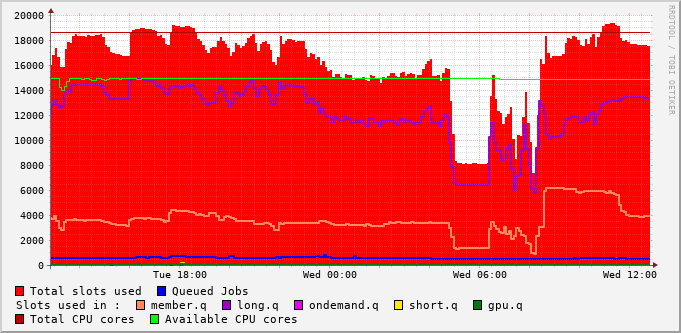 20000
18000
16000
14000
12000
10000
8000
6000
4000
2000
0
Tue 18:00 Wed 00:00 Wed 06:00 Wed 12:00
RRDTOOL / TOBI OETIKER
Total slots used Queued Jobs
Slots used in : member.q long.q ondemand.q short.q gpu.q
Total CPU cores Available CPU cores